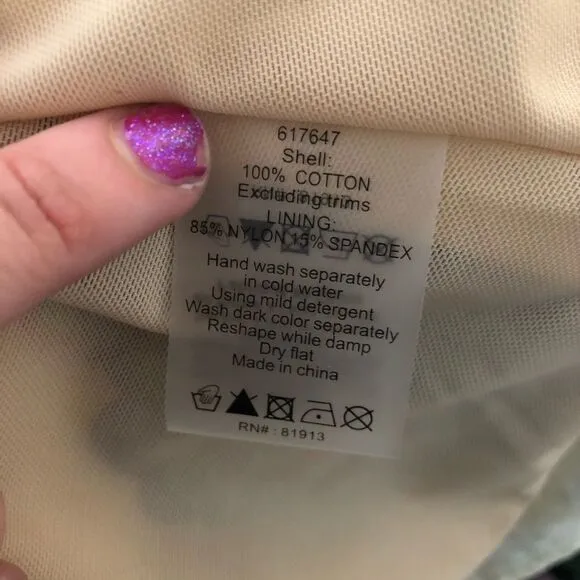 617647
Shell:
100% COTTON
Excluding trims
LINING:
85% NYLON 15% SPANDEX
Hand wash separately
in cold water
Using mild detergent
Wash dark color separately
Reshape while damp
Dry flat
Made in china
RN# : 81913